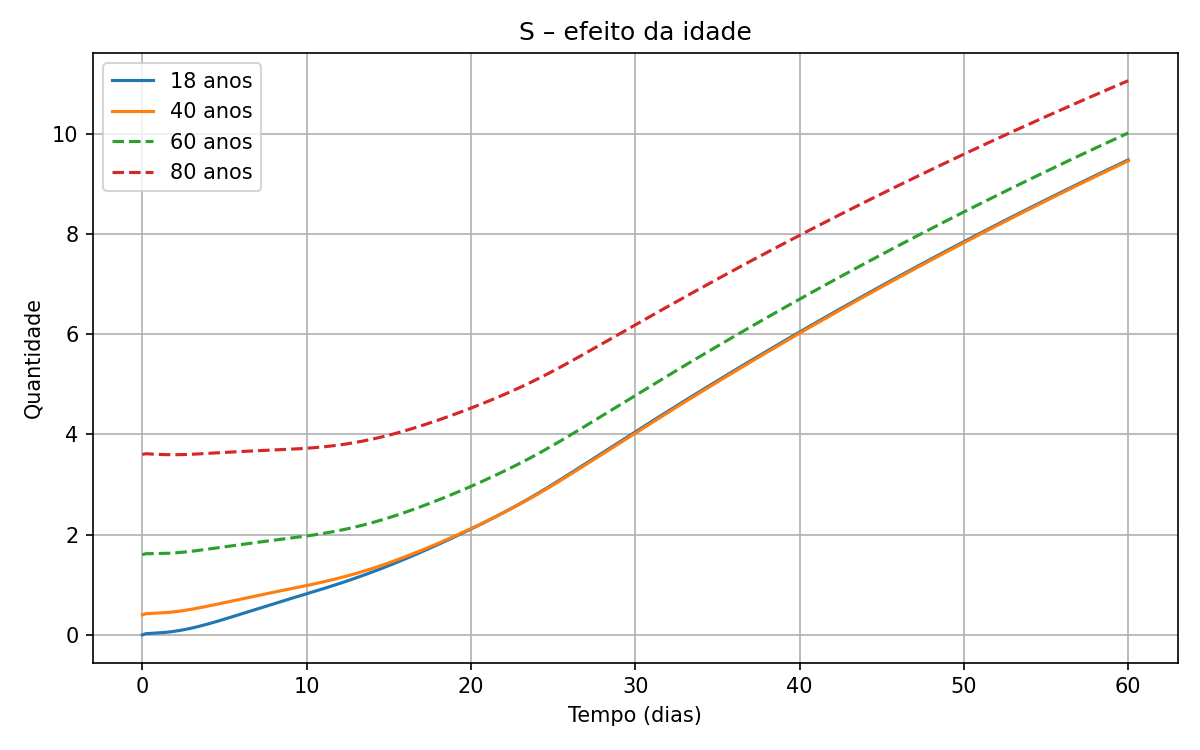 S – efeito da idade
18 anos
40 anos
60 anos
80 anos
Quantidade
10
8
6
4
2
0
0 10 20 30 40 50 60
Tempo (dias)